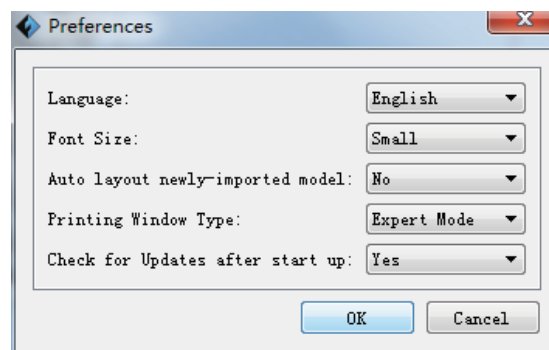 Preferences
Language: English
Font Size: Small
Auto layout newly-imported model: No
Printing Window Type: Expert Mode
Check for Updates after start up: Yes
OK Cancel